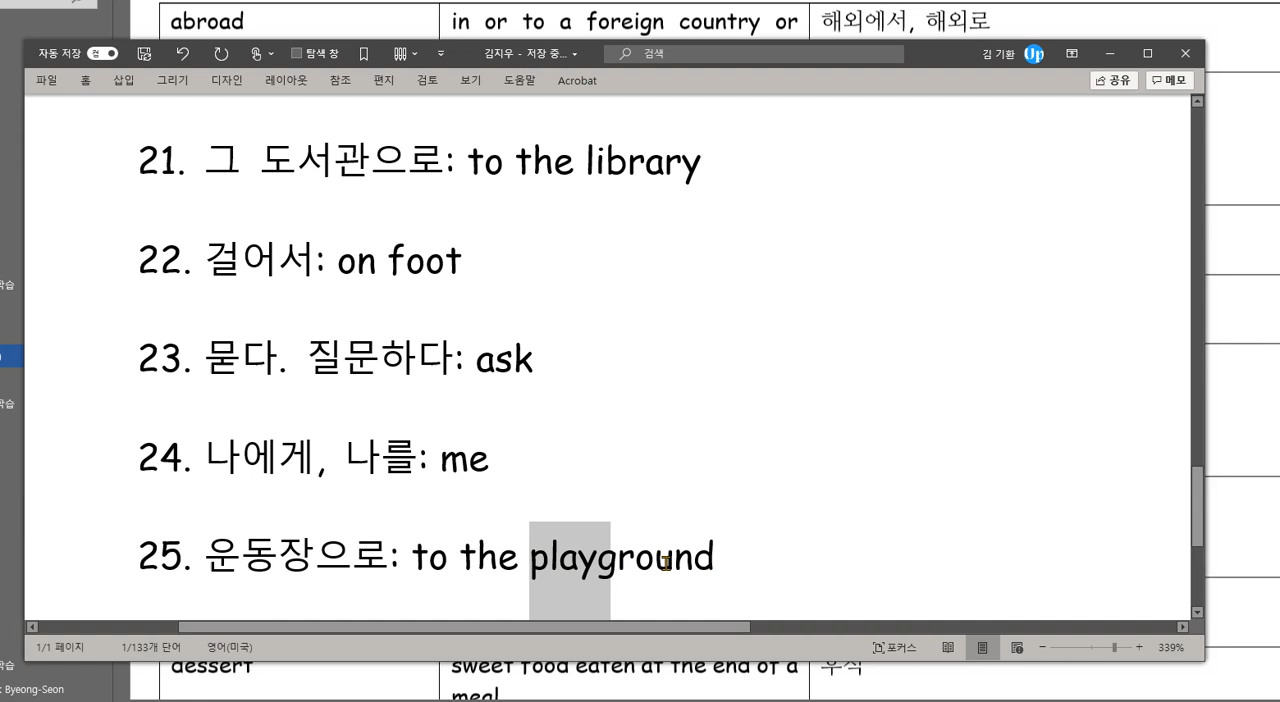 abroad
in or to a foreign country or
해외에서, 해외로
자동 저장
컴
탐색 창
김지우 - 저장 중...
검색
김 기환
파일 홈 삽입 그리기 디자인 레이아웃 참조 편지 검토 보기 도움말 Acrobat
공유
메모
21. 그 도서관으로: to the library
22. 걸어서: on foot
학습
23. 묻다. 질문하다: ask
학습
24. 나에게, 나를: me
25. 운동장으로: to the playground
1/1 페이지
1/133개 단어
영어(미국)
포커스
339%
학습
dessert
sweet food eaten at the end of a
후식
Byeong-Seon
meal